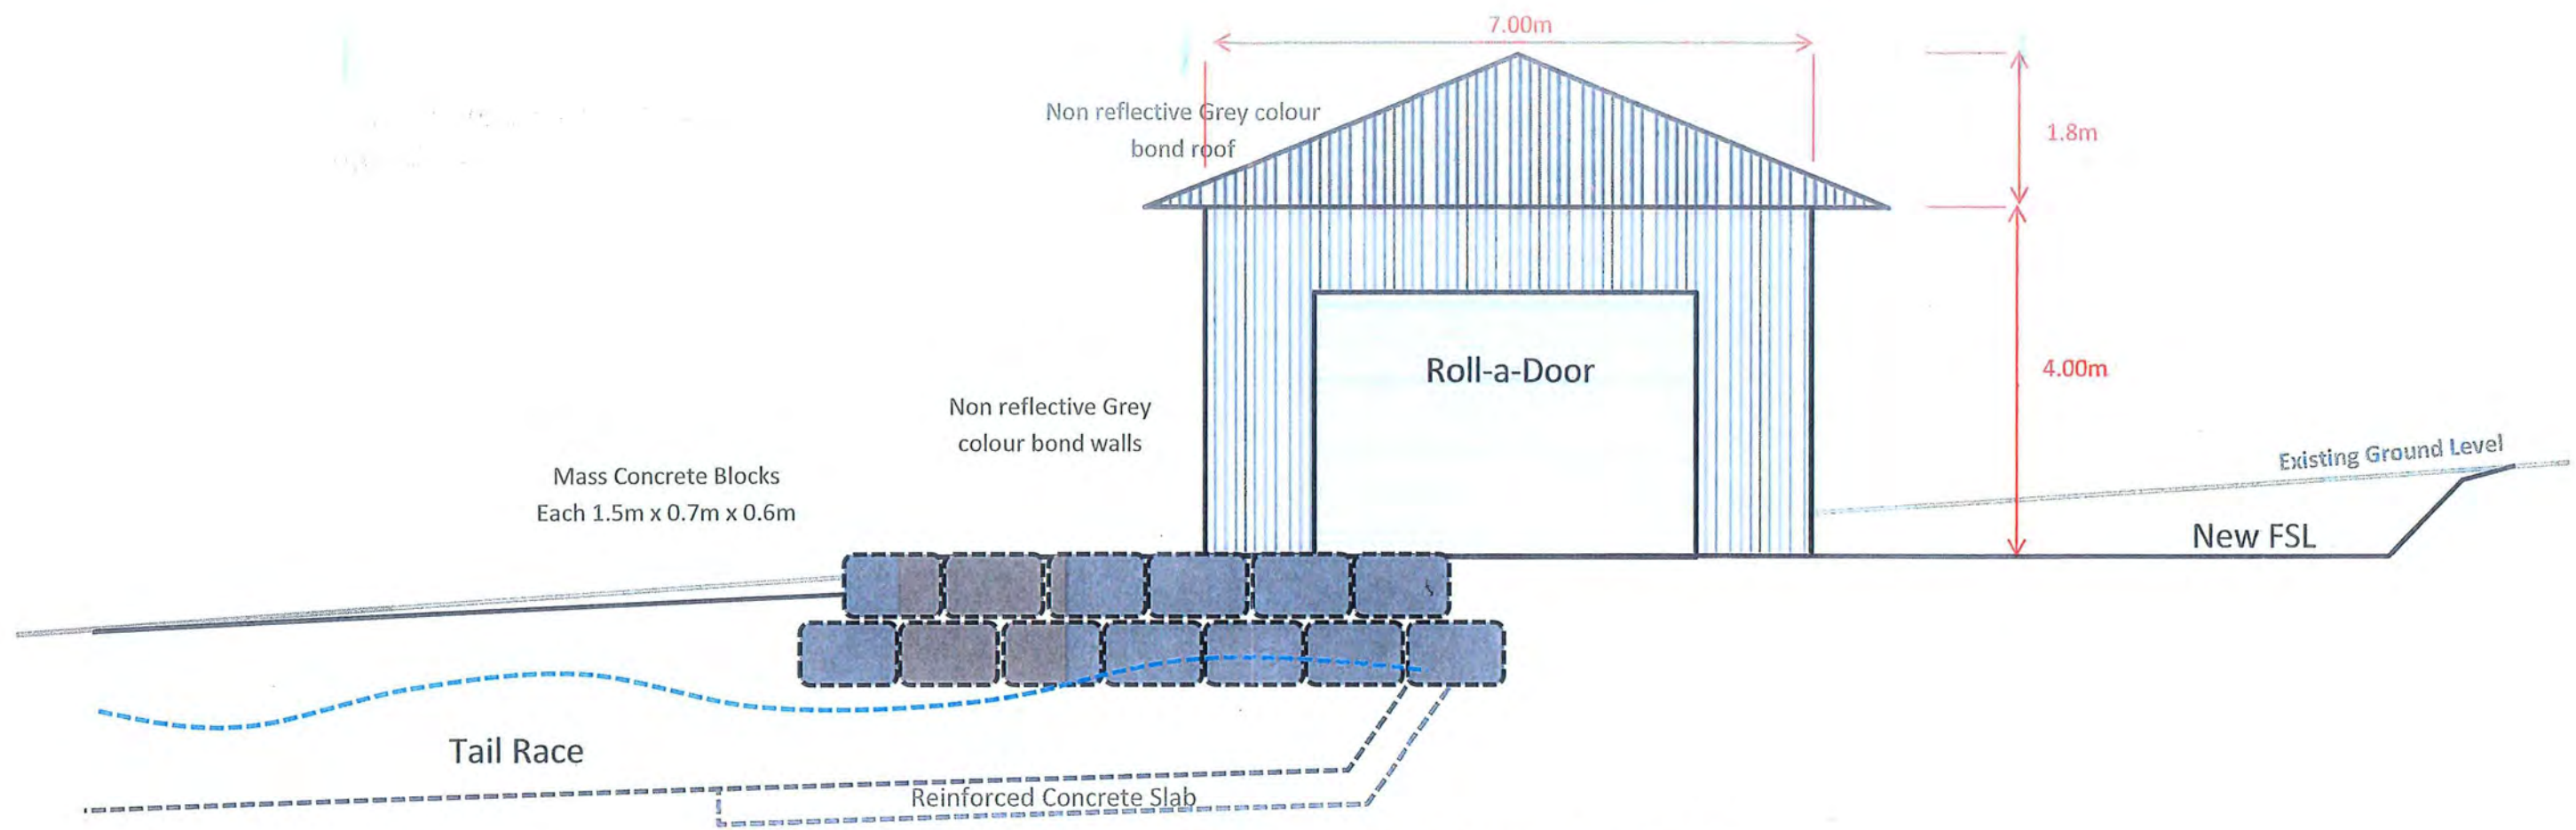 7.00m
Non reflective Grey colour
bond roof
1.8m
Roll-a-Door
4.00m
Non reflective Grey
colour bond walls
Existing Ground Level
Mass Concrete Blocks
Each 1.5m x 0.7m x 0.6m
New FSL
Tail Race
Reinforced Concrete Slab